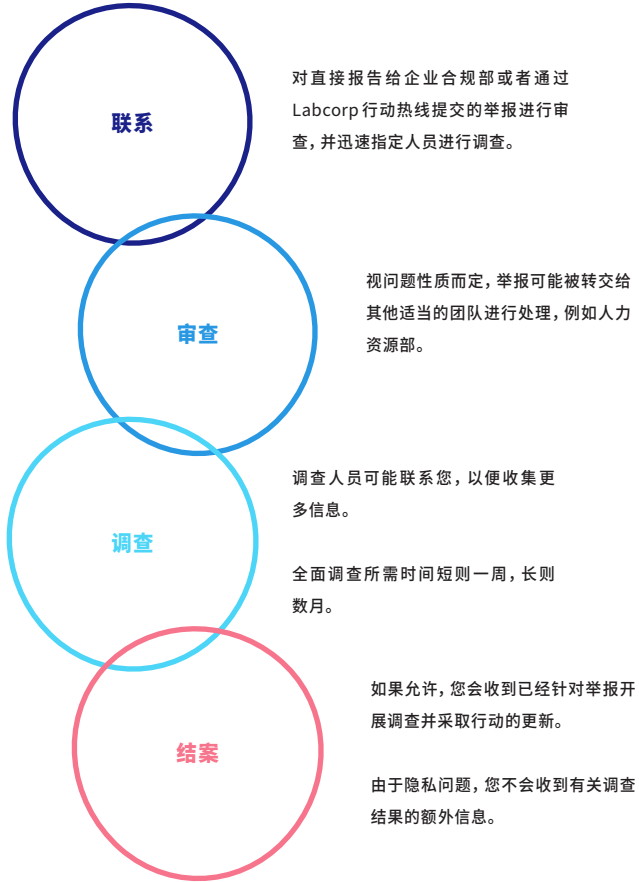 联系
对直接报告给企业合规部或者通过
Labcorp 行动热线提交的举报进行审
查，并迅速指定人员进行调查。
审查
视问题性质而定，举报可能被转交给
其他适当的团队进行处理，例如人力
资源部。
调查
调查人员可能联系您，以便收集更
多信息。
全面调查所需时间短则一周，长则
数月。
结案
如果允许，您会收到已经针对举报开
展调查并采取行动的更新。
由于隐私问题，您不会收到有关调查
结果的额外信息。